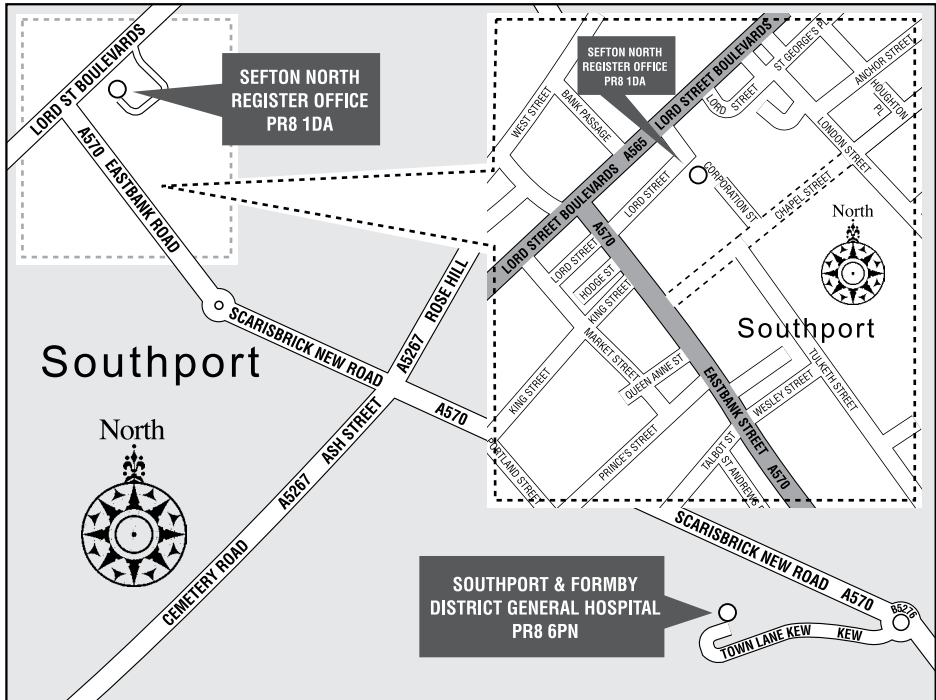 LORD ST BOULEVARDS
SEFTON NORTH
REGISTER OFFICE
PR8 1DA
A570 EASTBANK ROAD
SCARISBRICK NEW ROAD
A5267 ROSE HILL
Southport
North
A570
A5267 ASH STREET
CEMETERY ROAD
SEFTON NORTH
REGISTER OFFICE
PR8 1DA
WEST STREET
BANK PASSAGE
LORD STREET BOULEVARDS A565 LORD STREET BOULEVARDS
LORD STREET
ST GEORGE'S PL
ANCHOR STREET
HOUGHTON PL
LONDON STREET
CORPORATION ST
CHAPEL STREET
LORD STREET
A570
LORD STREET
HODGE ST
KING STREET
MARKET STREET
QUEEN ANNE ST
KING STREET
North
Southport
TULKETH STREET
WESLEY STREET
EASTBANK STREET A570
PRINCE'S STREET
TALBOT ST
ST ANDREWS
PORTLAND STREET
SCARISBRICK NEW ROAD A570
B5276
SOUTHPORT & FORMBY
DISTRICT GENERAL HOSPITAL
PR8 6PN
TOWN LANE KEW KEW